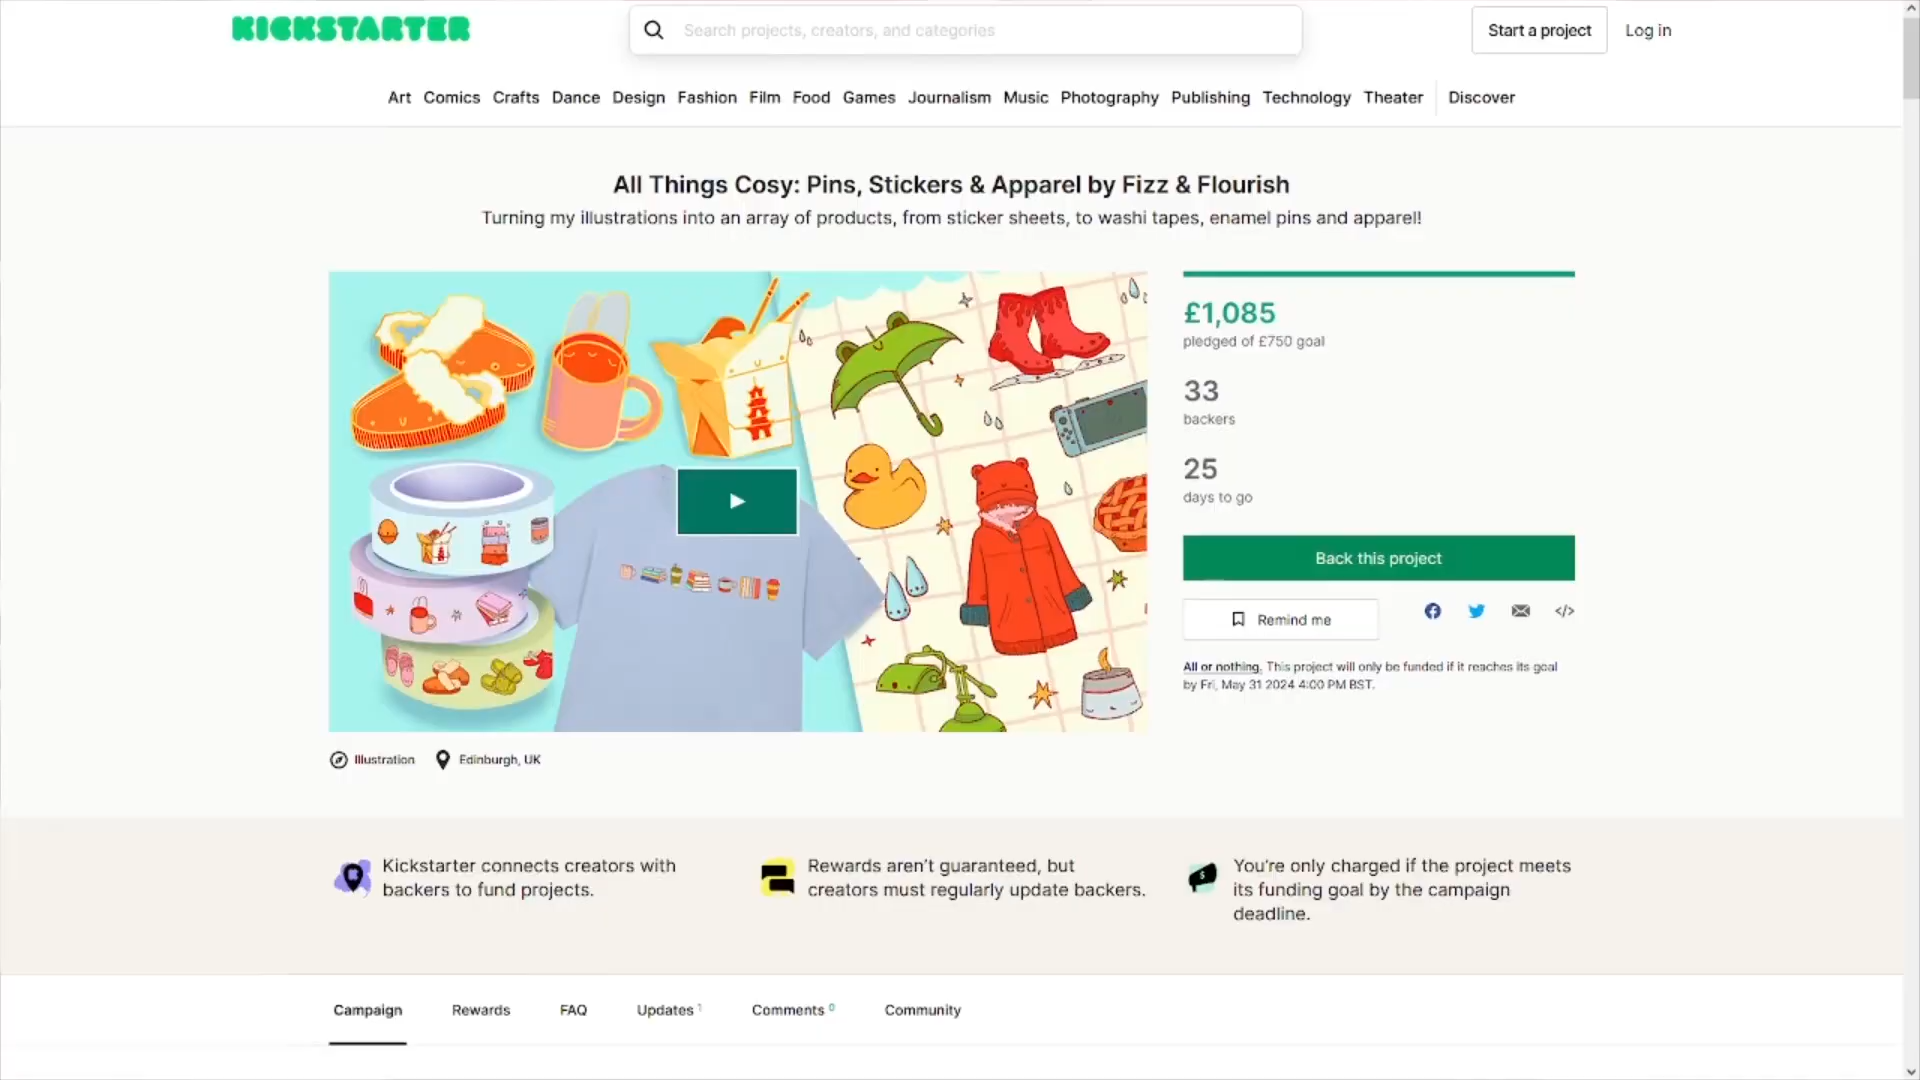 KICKSTARTER
Search projects, creators, and categories
Start a project
Log in
Art Comics Crafts Dance Design Fashion Film Food Games Journalism Music Photography Publishing Technology Theater Discover
All Things Cosy: Pins, Stickers & Apparel by Fizz & Flourish
Turning my illustrations into an array of products, from sticker sheets, to washi tapes, enamel pins and apparel!
£1,085
pledged of £750 goal
33
backers
25
days to go
Back this project
Remind me
</>
All or nothing. This project will only be funded if it reaches its goal
by Fri, May 31 2024 4:00 PM BST.
Illustration
Edinburgh, UK
Kickstarter connects creators with
backers to fund projects.
Rewards aren't guaranteed, but
creators must regularly update backers.
You're only charged if the project meets
its funding goal by the campaign
deadline.
Campaign Rewards FAQ Updates 1 Comments 0 Community